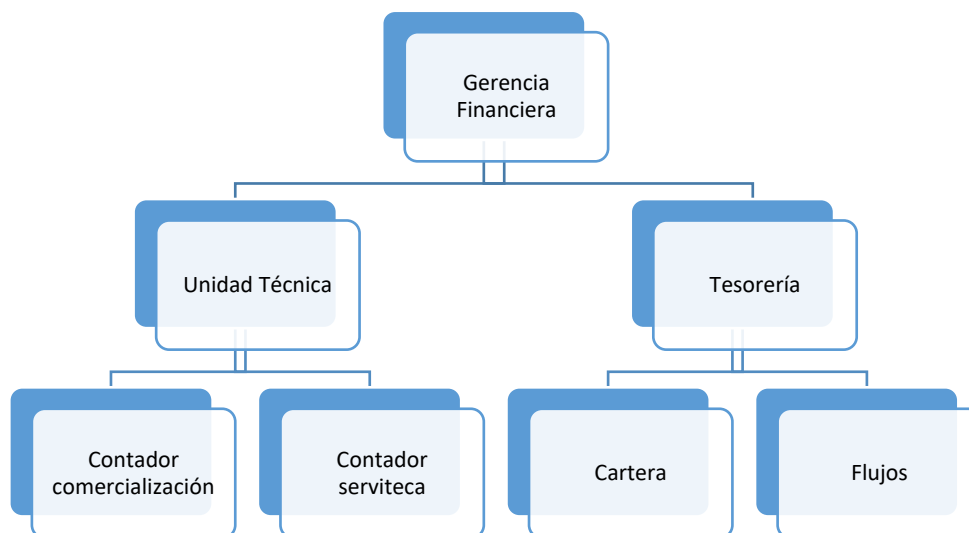 Gerencia
Financiera
Unidad Técnica
Tesorería
Contador
comercialización
Contador
serviteca
Cartera
Flujos